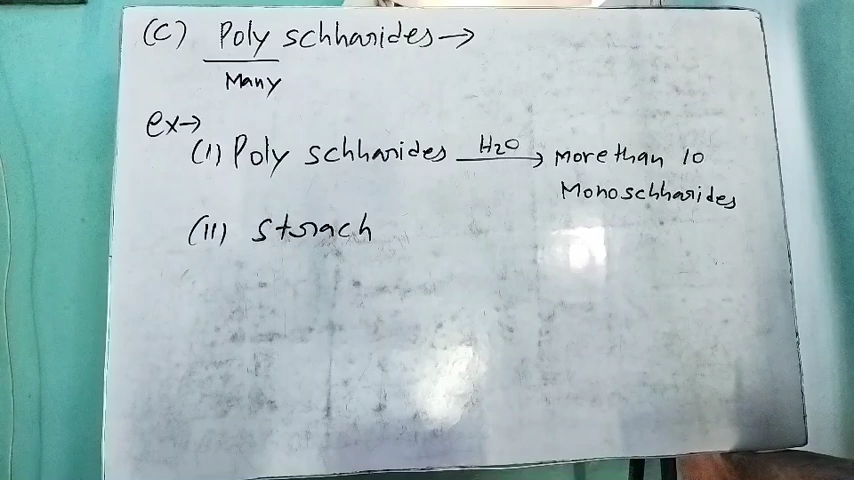 (C) Poly schharides →
Many
ex→
(I) Poly schharides H2O → More than 10
Monoschharides
(II) Starach